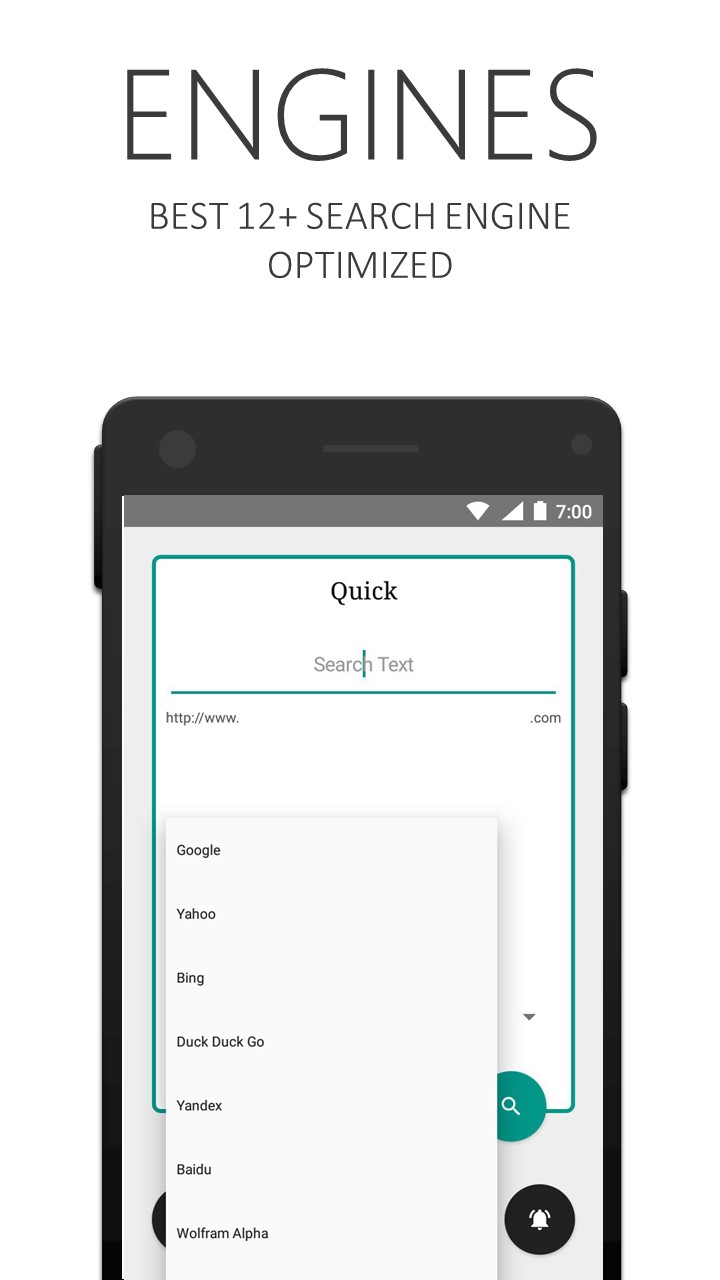 ENGINES
BEST 12+ SEARCH ENGINE
OPTIMIZED
7:00
Quick
Search Text
http://www. .com
Google
Yahoo
Bing
Duck Duck Go
Yandex
Baidu
Wolfram Alpha